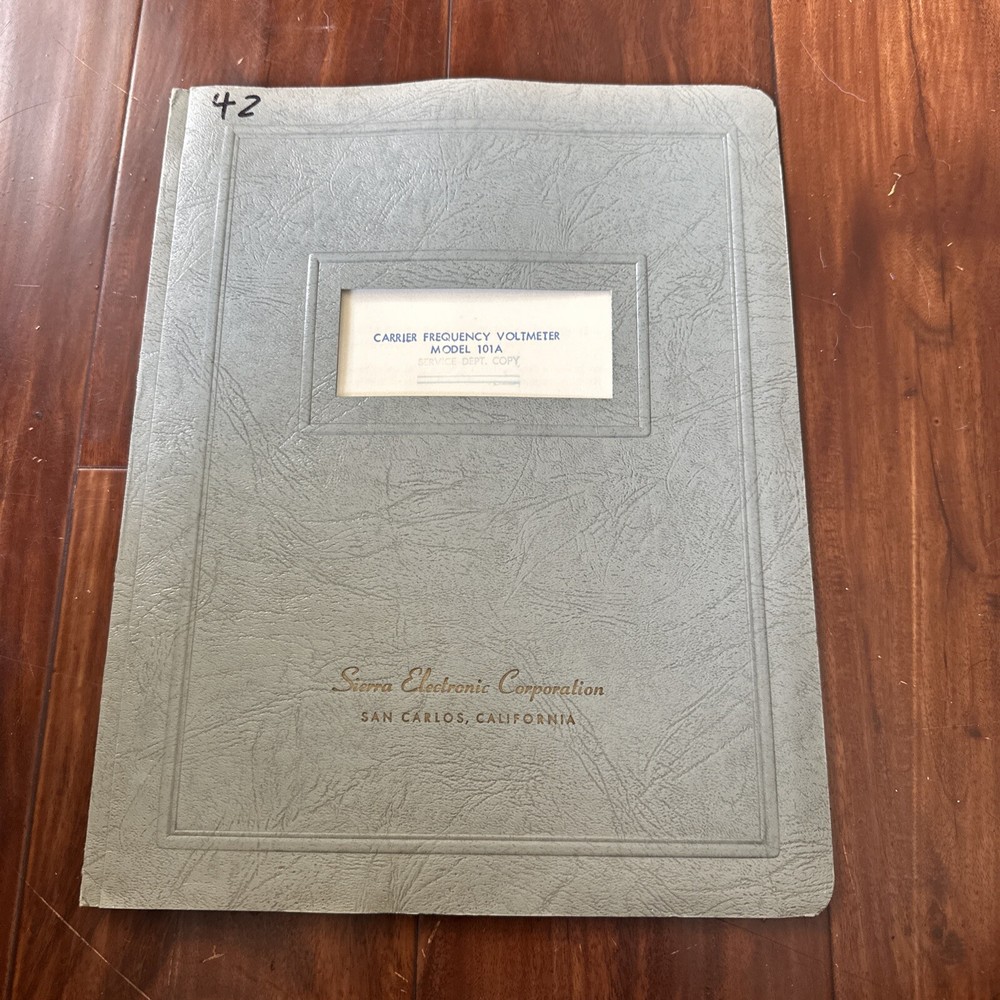 42
CARRIER FREQUENCY VOLTMETER
MODEL 101A
SERVICE DEPT. COPY
Sierra Electronic Corporation
SAN CARLOS, CALIFORNIA